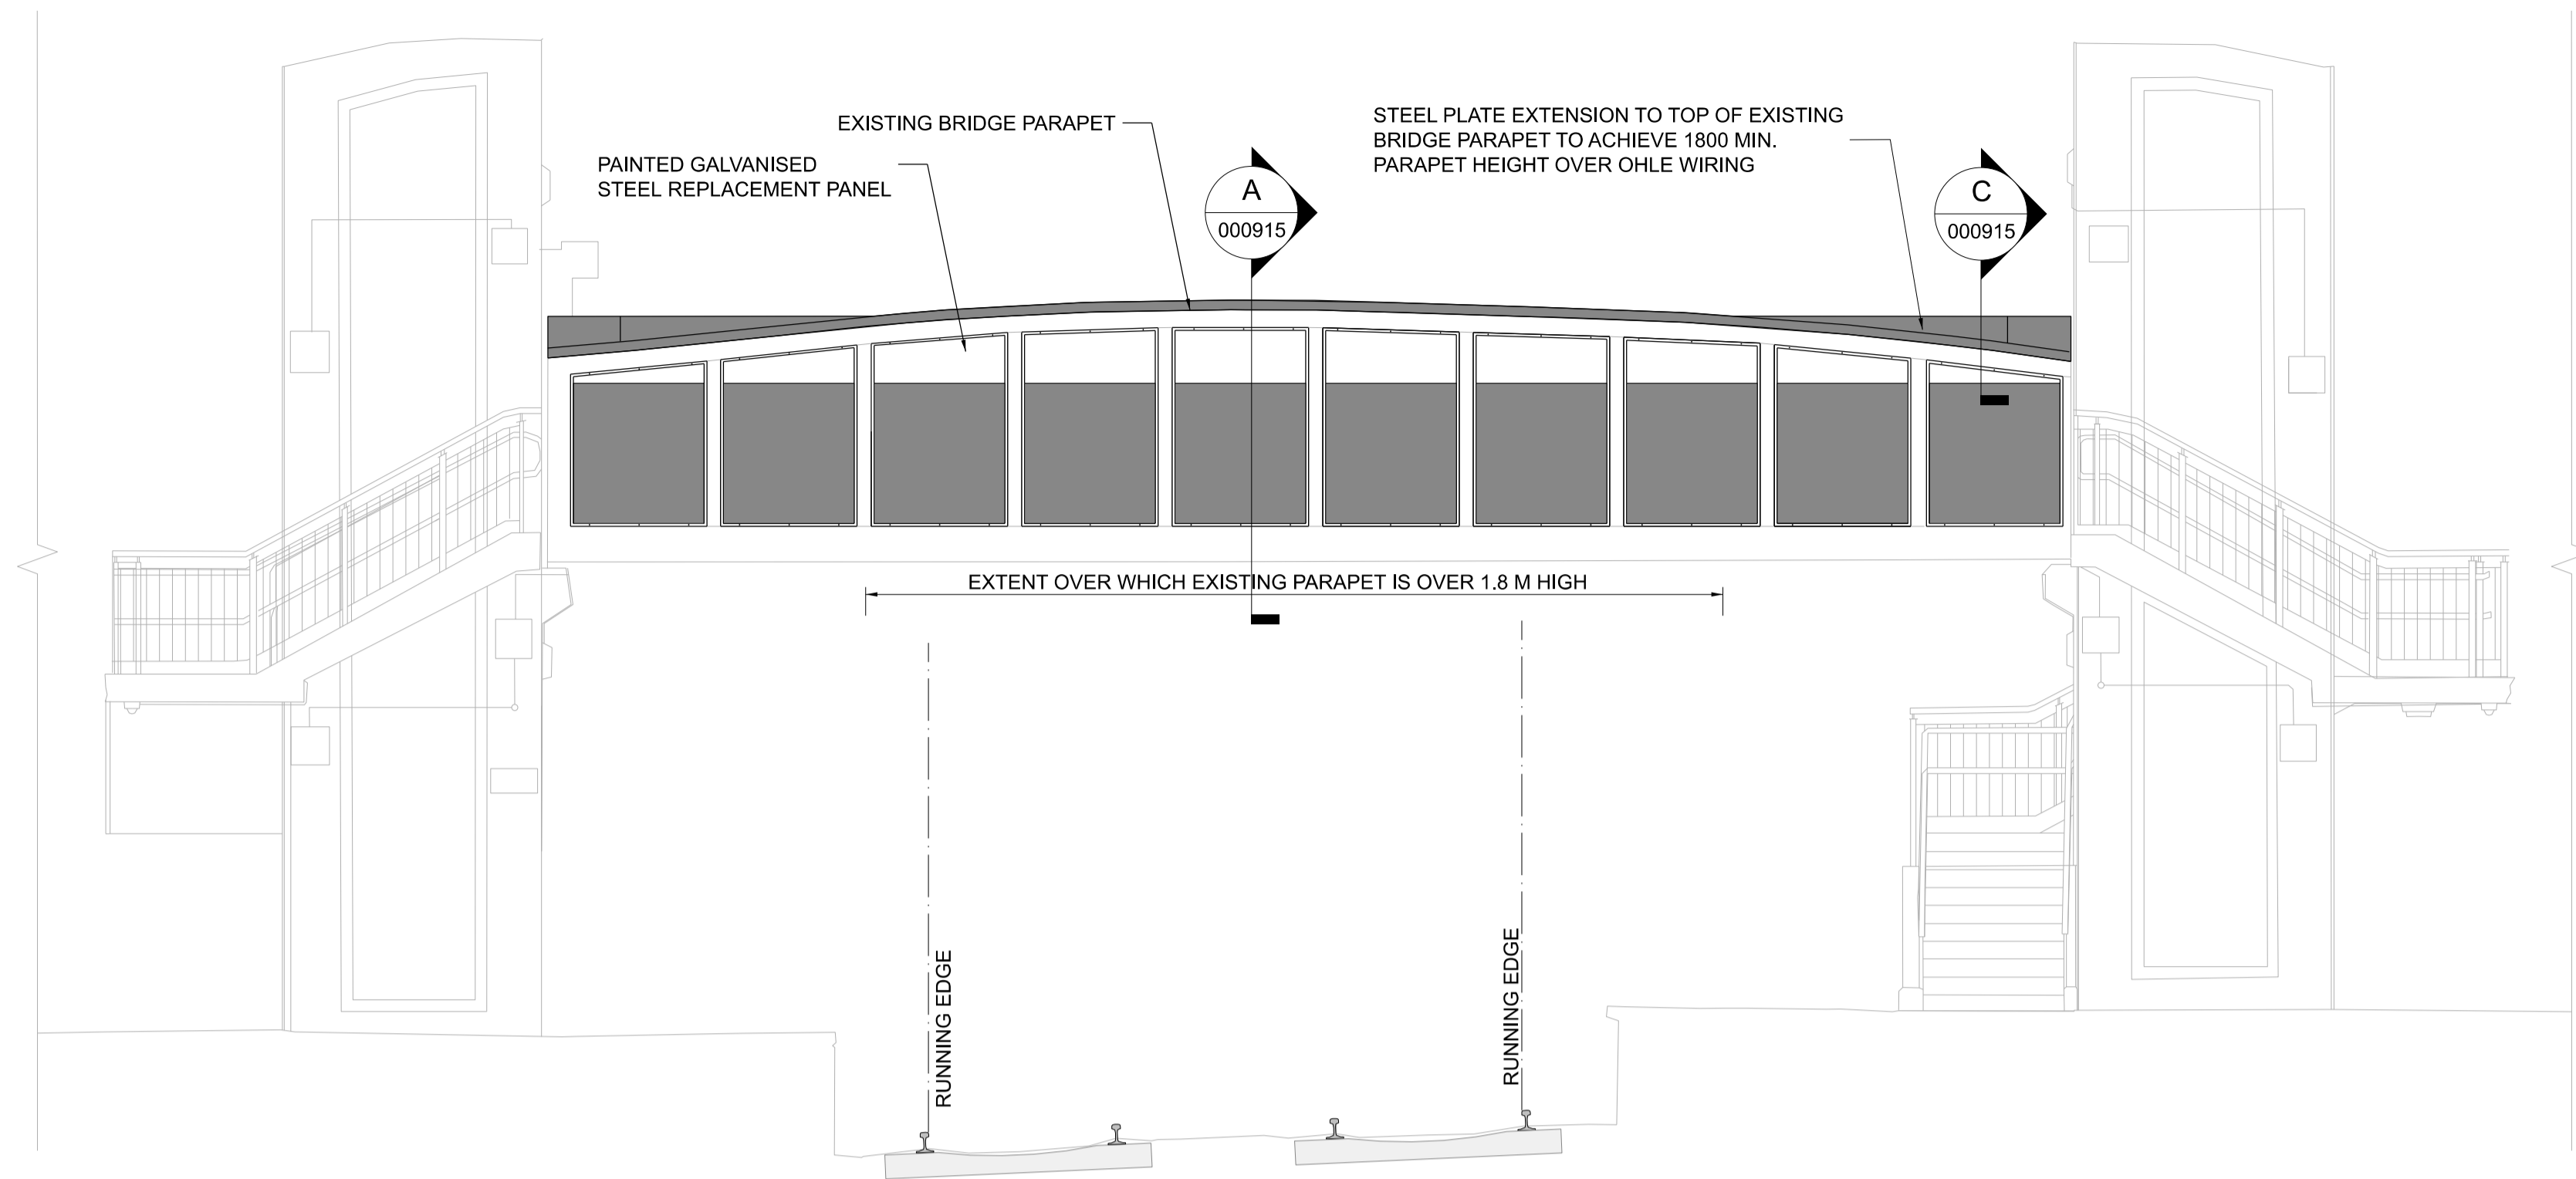 EXISTING BRIDGE PARAPET
PAINTED GALVANISED
STEEL REPLACEMENT PANEL
STEEL PLATE EXTENSION TO TOP OF EXISTING
BRIDGE PARAPET TO ACHIEVE 1800 MIN.
PARAPET HEIGHT OVER OHLE WIRING
A
000915
C
000915
EXTENT OVER WHICH EXISTING PARAPET IS OVER 1.8 M HIGH
RUNNING EDGE
RUNNING EDGE